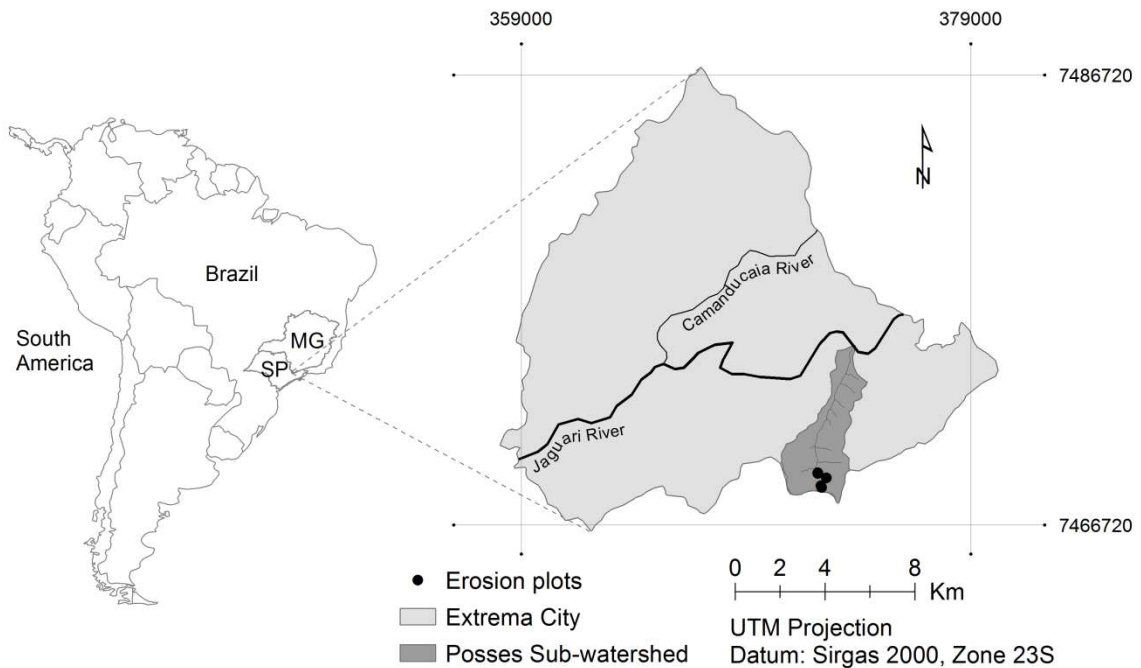 359000
379000
7486720
N
Brazil
South
America
MG
SP
Camanducaia River
Jaguari River
7466720
Erosion plots
Extrema City
Posses Sub-watershed
0 2 4 8
Km
UTM Projection
Datum: Sirgas 2000, Zone 23S